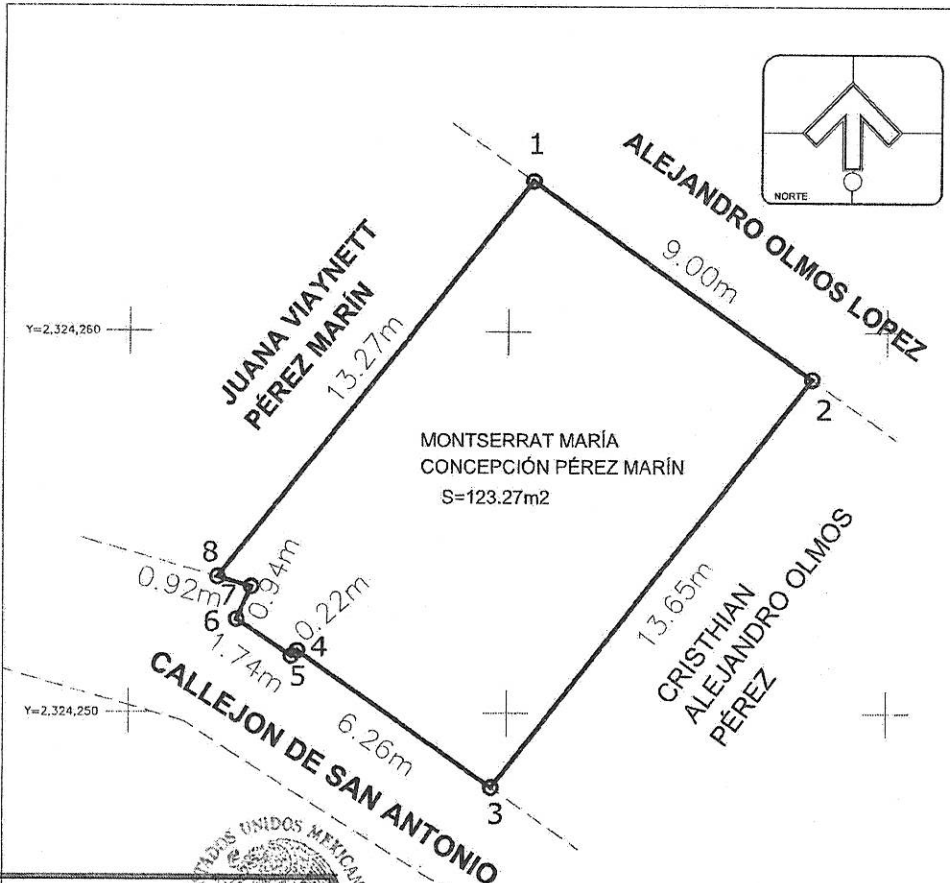 NORTE
1
ALEJANDRO OLMOS LOPEZ
9.00m
JUANA VIAYNETT
PÉREZ MARÍN
13.27m
Y=2,324,260
2
MONTSERRAT MARÍA
CONCEPCIÓN PÉREZ MARÍN
S=123.27m2
CRISTHIAN
ALEJANDRO OLMOS
PÉREZ
13.65m
8
0.92m
7
0.94m
6
0.22m
4
1.74m
5
CALLEJON DE SAN ANTONIO
6.26m
Y=2,324,250
3
UNIDOS